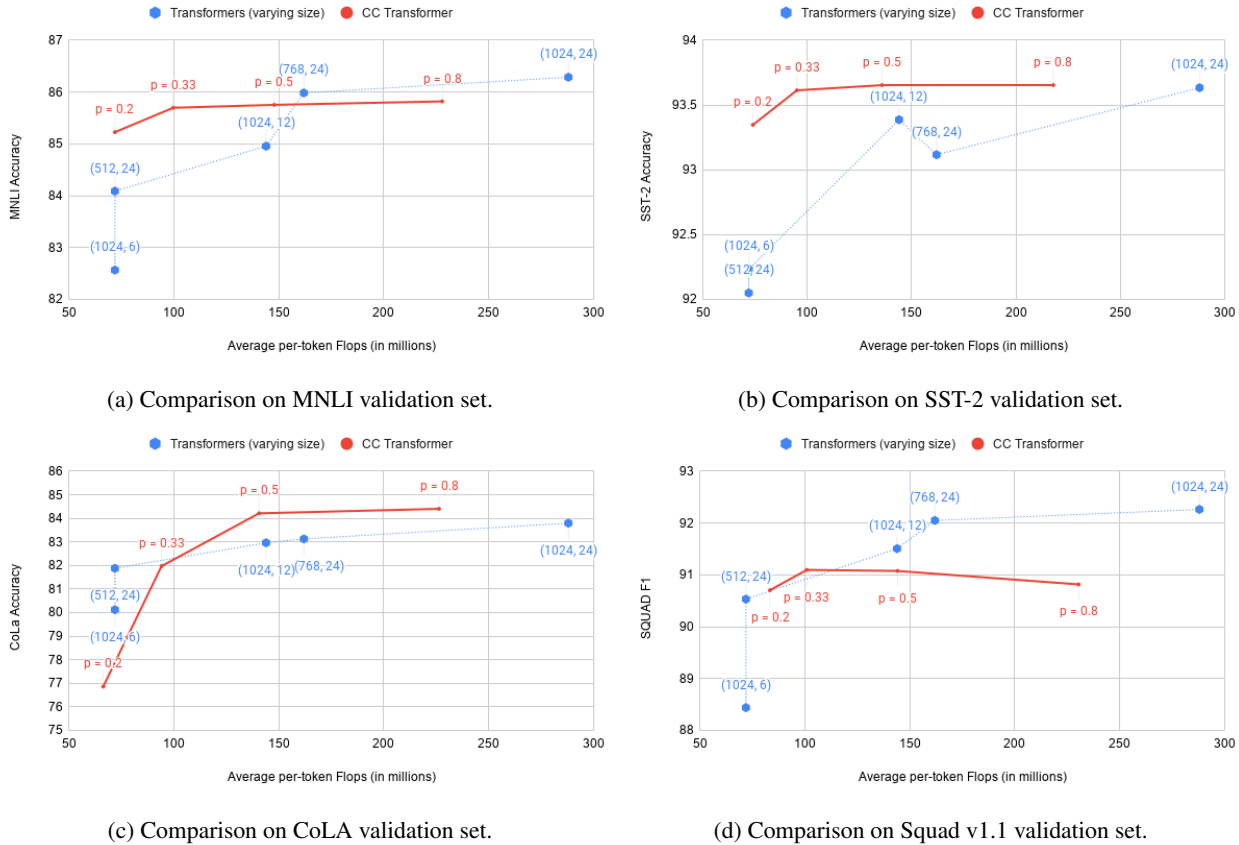 Transformers (varying size) CC Transformer
87
86
85
84
83
82
MNLI Accuracy
p = 0.2
p = 0.33
p = 0.5
p = 0.8
(1024, 24)
(768, 24)
(1024, 12)
(512, 24)
(1024, 6)
50 100 150 200 250 300
Average per-token Flops (in millions)
(a) Comparison on MNLI validation set.
Transformers (varying size) CC Transformer
94
93.5
93
92.5
92
SST-2 Accuracy
p = 0.2
p = 0.33
p = 0.5
p = 0.8
(1024, 24)
(1024, 12)
(768, 24)
(1024, 6)
(512, 24)
50 100 150 200 250 300
Average per-token Flops (in millions)
(b) Comparison on SST-2 validation set.
Transformers (varying size) CC Transformer
86
85
84
83
82
81
80
79
78
77
76
75
CoLa Accuracy
p = 0.5
p = 0.8
p = 0.33
(1024, 12)
(768, 24)
(1024, 24)
(512, 24)
(1024, 6)
p = 0.2
50 100 150 200 250 300
Average per-token Flops (in millions)
(c) Comparison on CoLA validation set.
Transformers (varying size) CC Transformer
93
92
91
90
89
88
SQUAD F1
(768, 24)
(1024, 24)
(1024, 12)
(512, 24)
p = 0.2
p = 0.33
p = 0.5
p = 0.8
(1024, 6)
50 100 150 200 250 300
Average per-token Flops (in millions)
(d) Comparison on Squad v1.1 validation set.